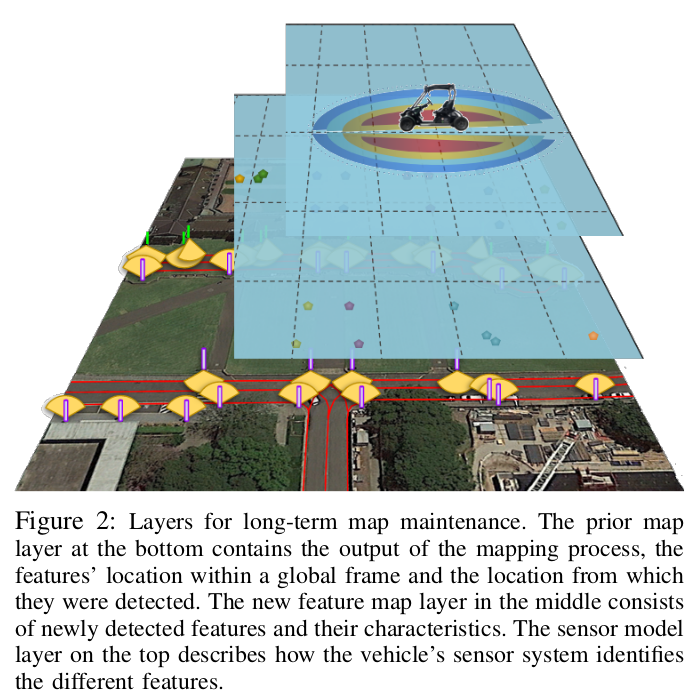 Figure 2: Layers for long-term map maintenance. The prior map
layer at the bottom contains the output of the mapping process, the
features’ location within a global frame and the location from which
they were detected. The new feature map layer in the middle consists
of newly detected features and their characteristics. The sensor model
layer on the top describes how the vehicle’s sensor system identifies
the different features.